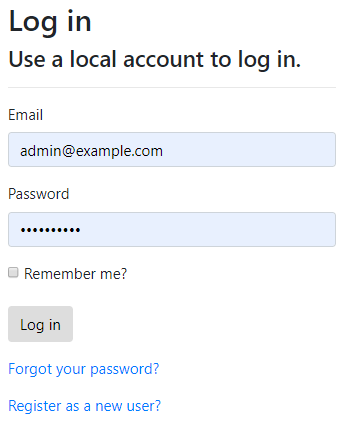 Log in
Use a local account to log in.
Email
admin@example.com
Password
••••••••••
Remember me?
Log in
Forgot your password?
Register as a new user?